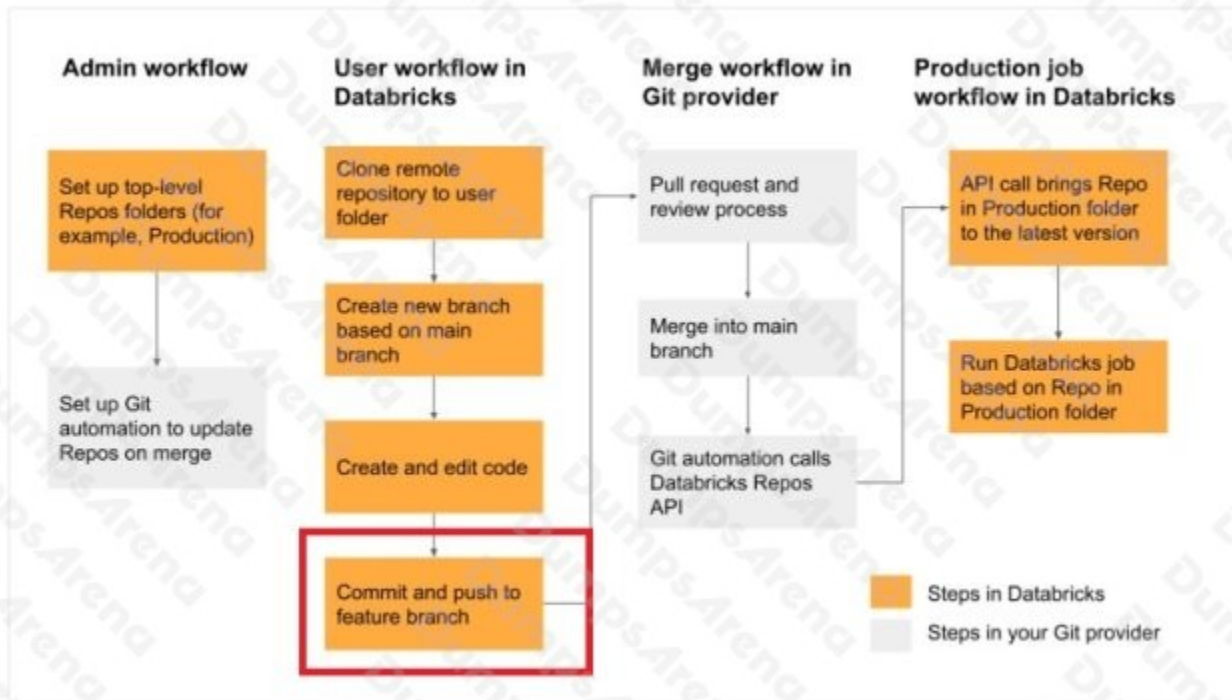 Admin workflow
User workflow in
Databricks
Merge workflow in
Git provider
Production job
workflow in Databricks
Set up top-level
Repos folders (for
example, Production)
Set up Git
automation to update
Repos on merge
Clone remote
repository to user
folder
Create new branch
based on main
branch
Create and edit code
Commit and push to
feature branch
Pull request and
review process
Merge into main
branch
Git automation calls
Databricks Repos
API
API call brings Repo
in Production folder
to the latest version
Run Databricks job
based on Repo in
Production folder
Steps in Databricks
Steps in your Git provider
DumpsArena